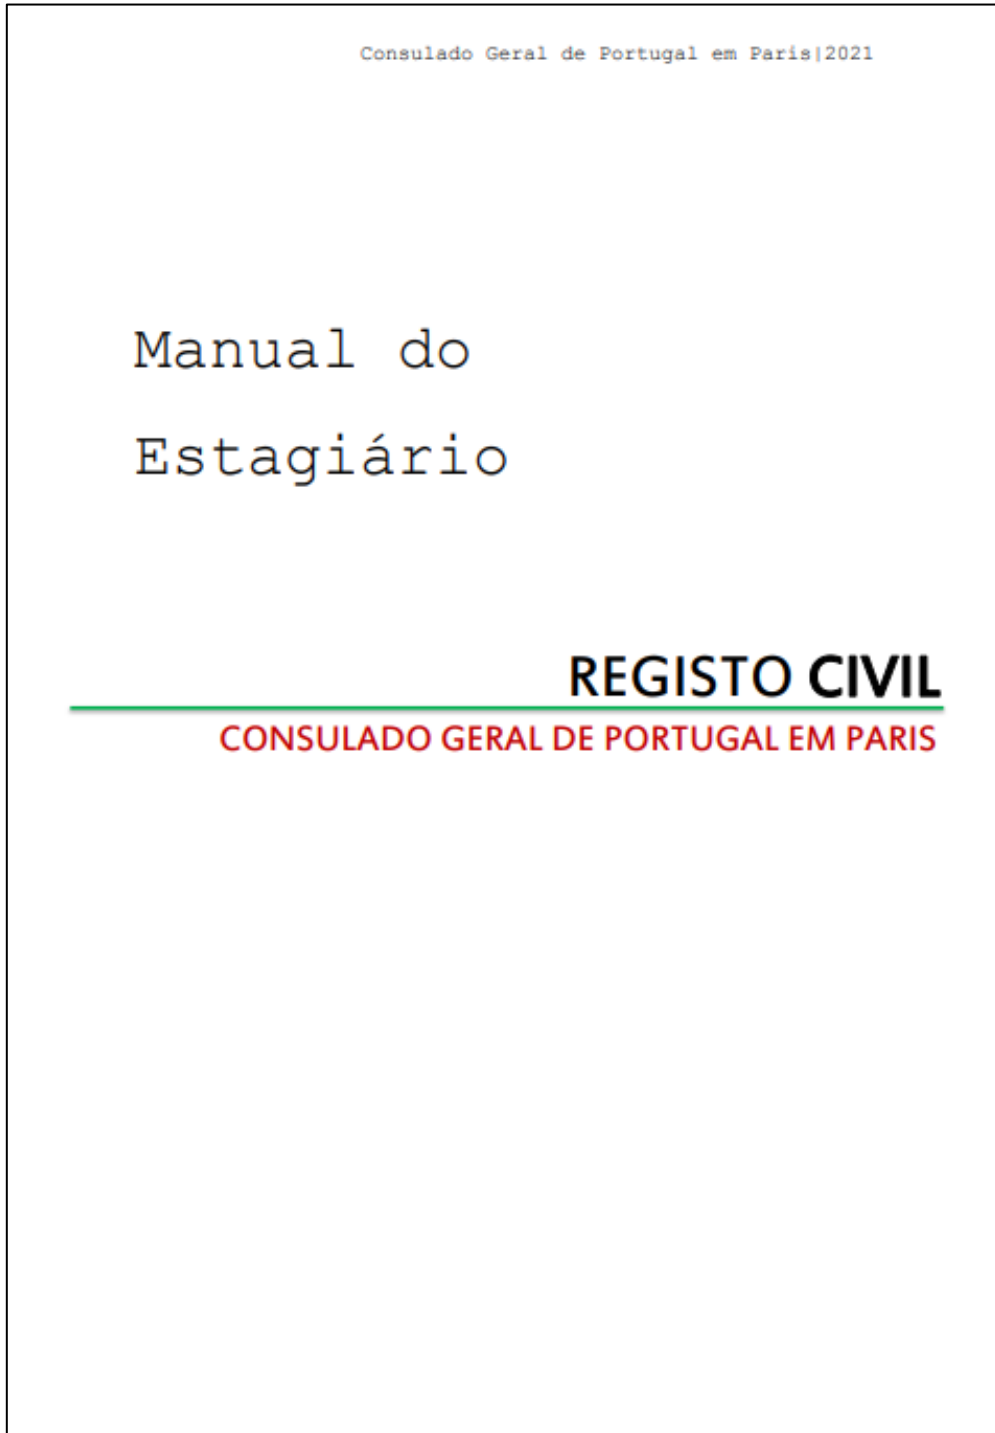 Consulado Geral de Portugal em Paris|2021
Manual do
Estagiário
REGISTO CIVIL
CONSULADO GERAL DE PORTUGAL EM PARIS